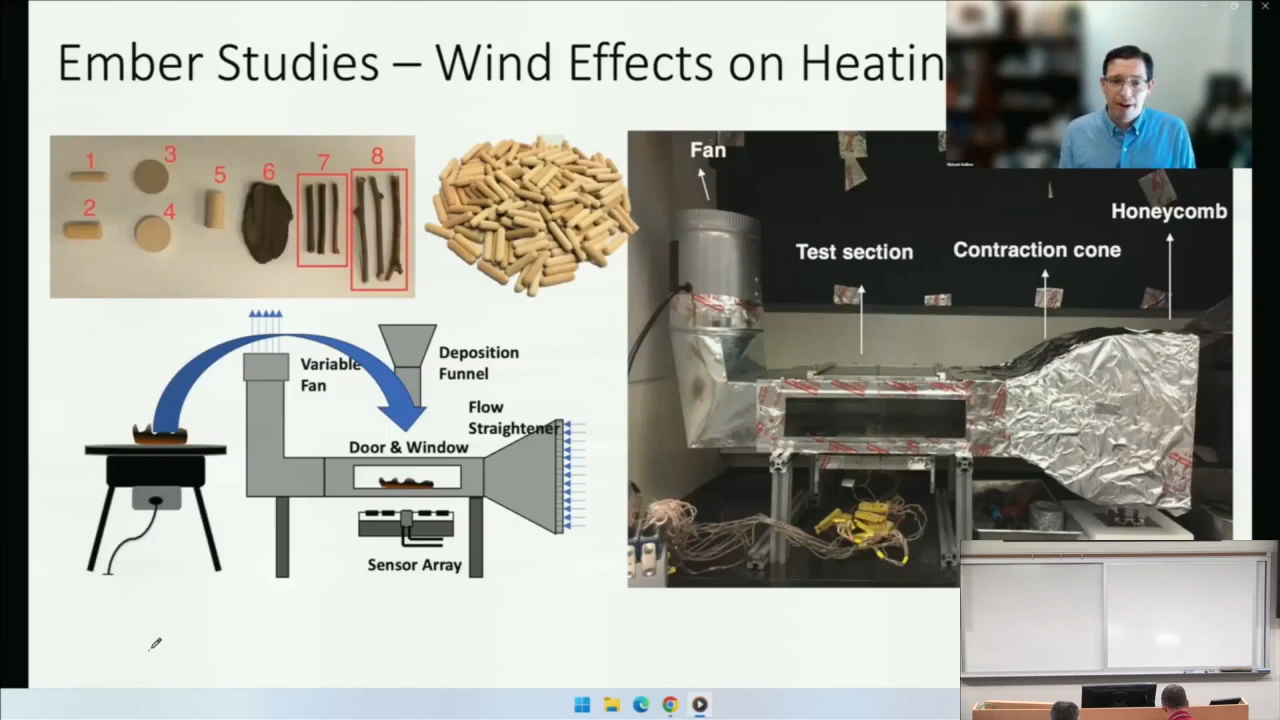 Ember Studies – Wind Effects on Heatin
1
2
3
4
5
6
7
8
Fan
Test section
Contraction cone
Honeycomb
Variable
Fan
Deposition
Funnel
Flow
Straightener
Door & Window
Sensor Array